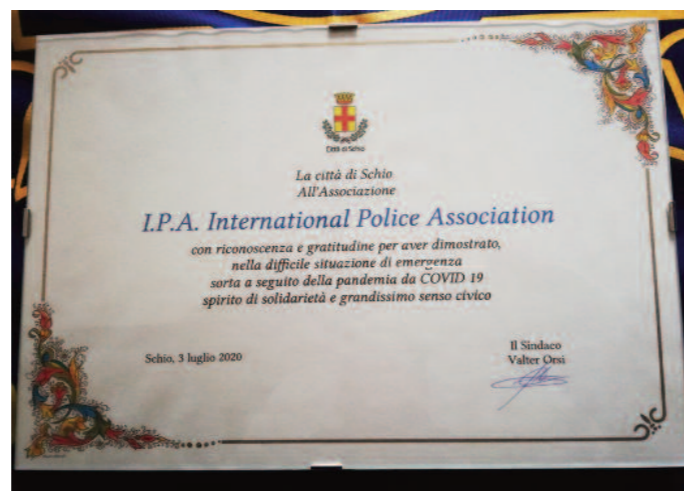 Città di Schio
La città di Schio
All'Associazione
I.P.A. International Police Association
con riconoscenza e gratitudine per aver dimostrato,
nella difficile situazione di emergenza
sorta a seguito della pandemia da COVID 19
spirito di solidarietà e grandissimo senso civico
Schio, 3 luglio 2020
Il Sindaco
Valter Orsi